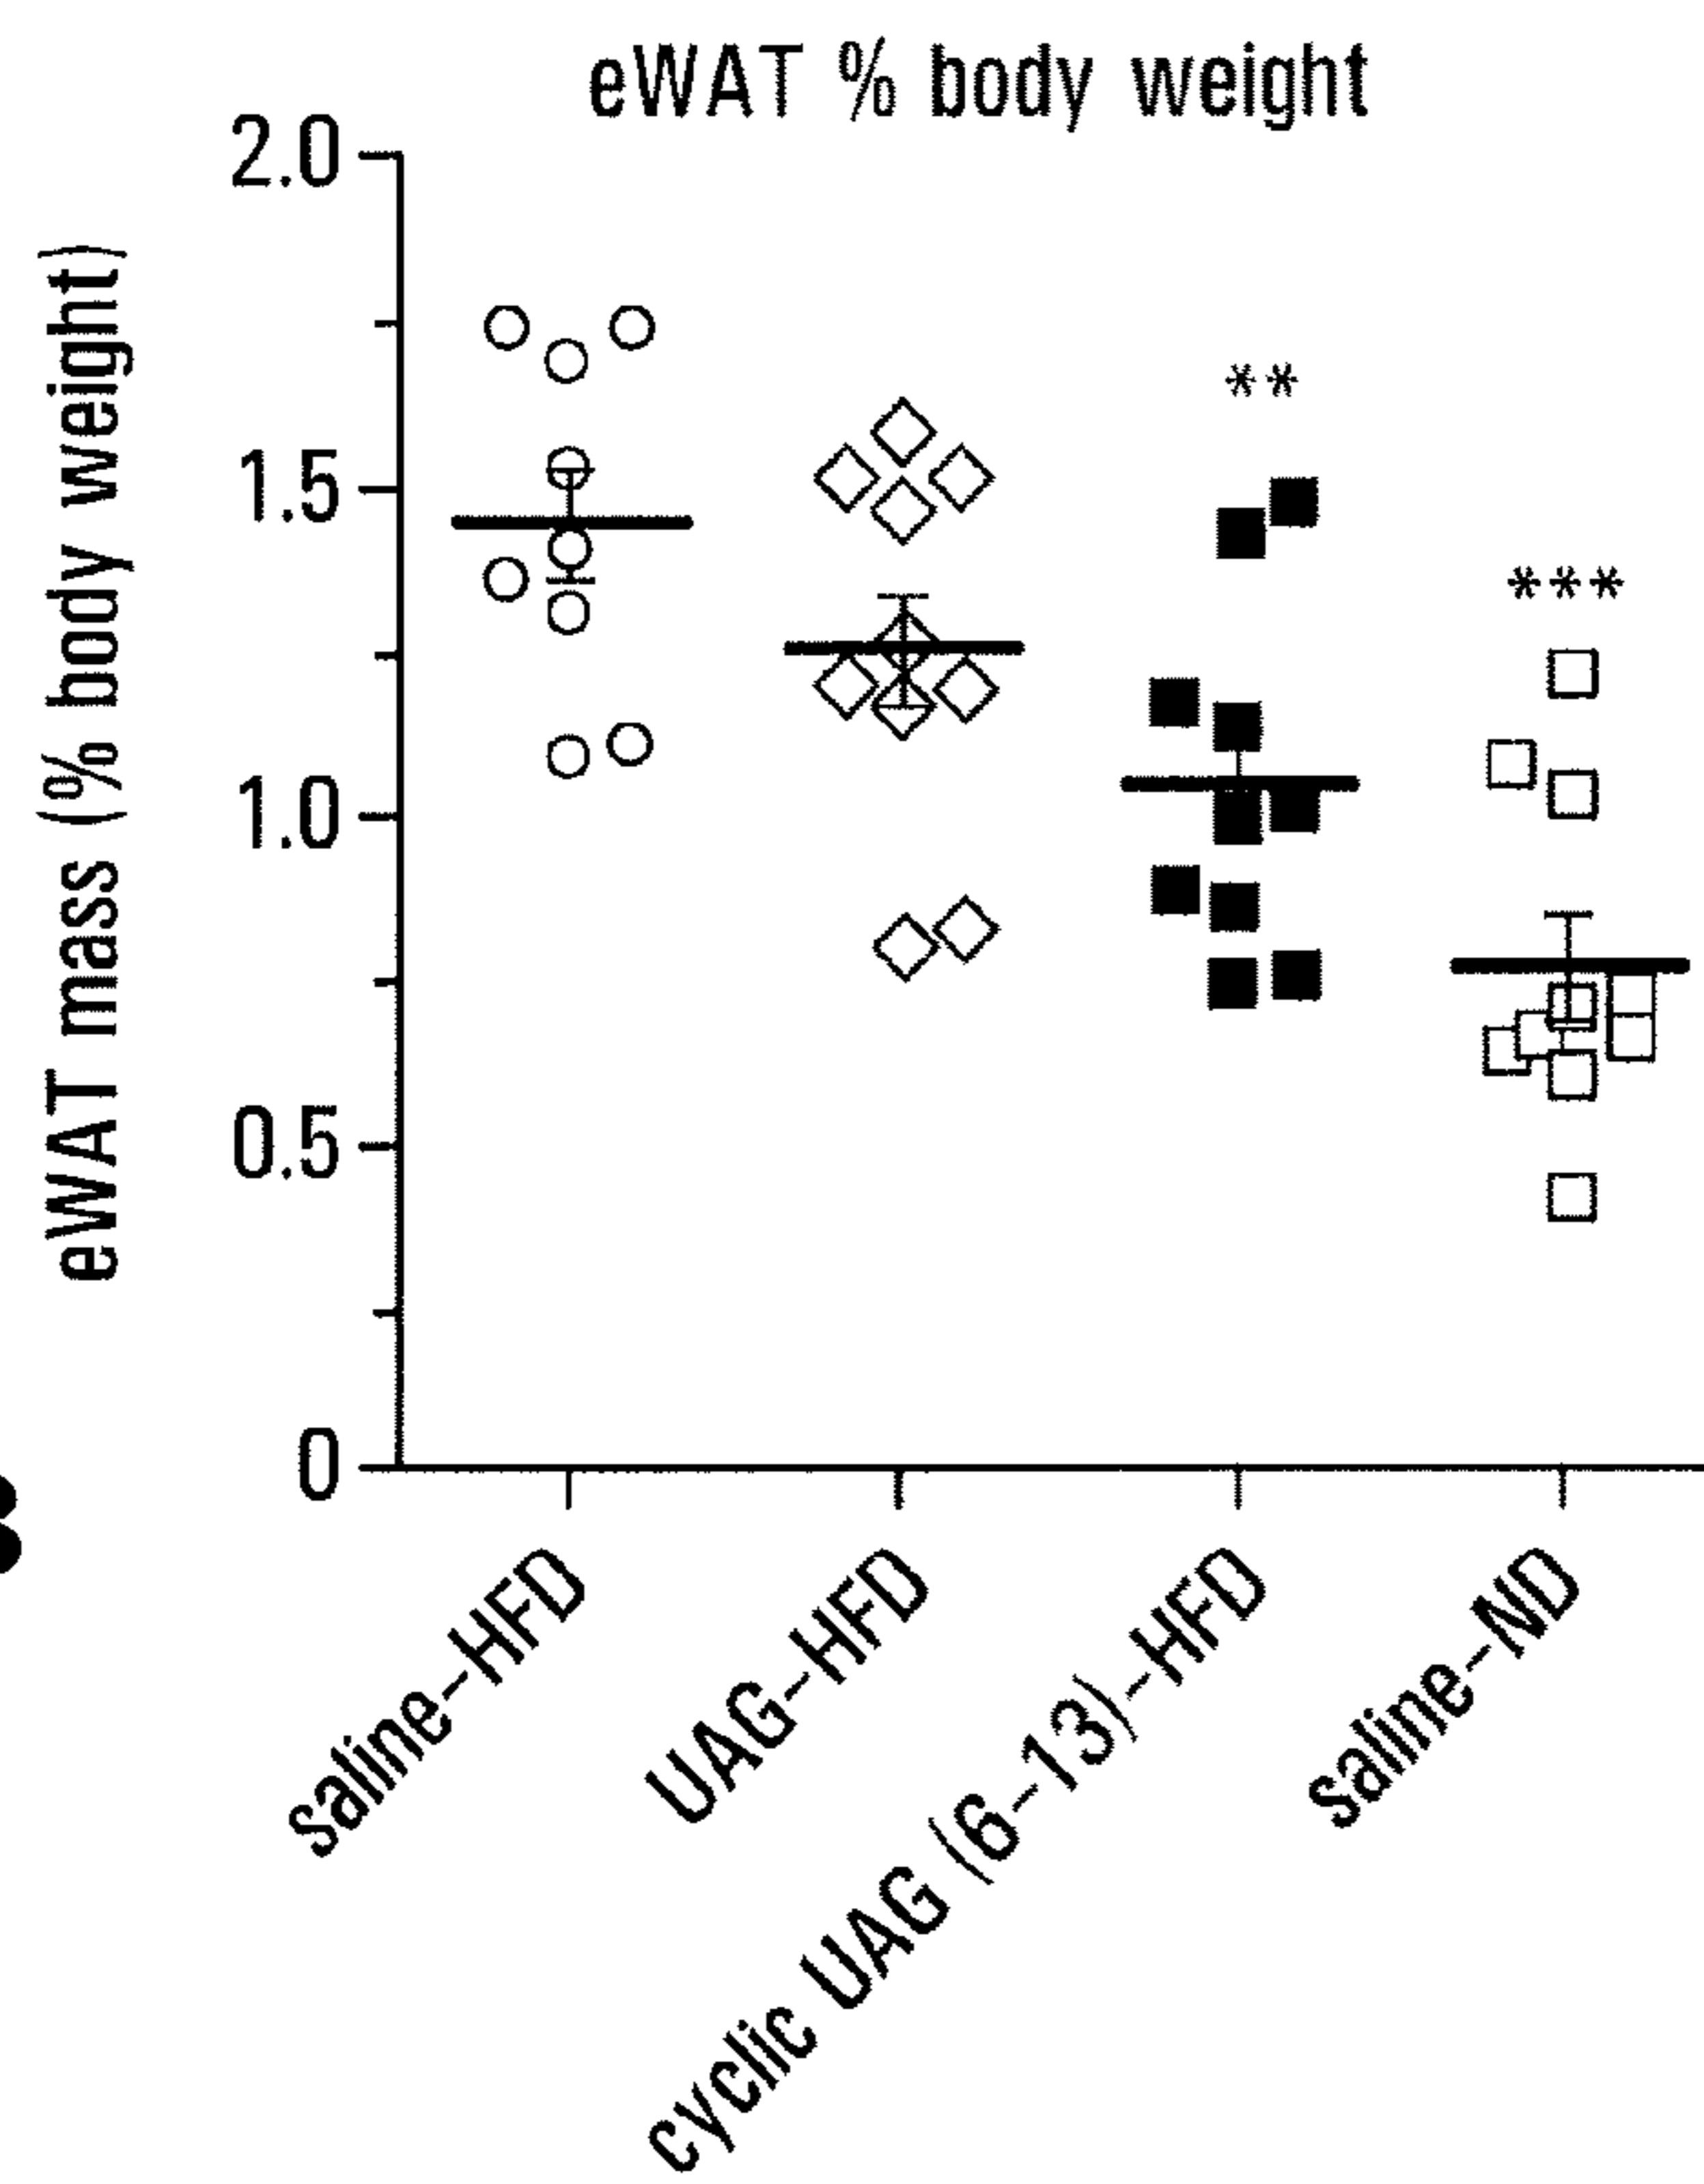 eWAT % body weight
eWAT mass (% body weight)
2.0
1.5
1.0
0.5
0
**
***
saline-HFD
UAG-HFD
cyclic UAG (6-13)-HFD
saline-ND